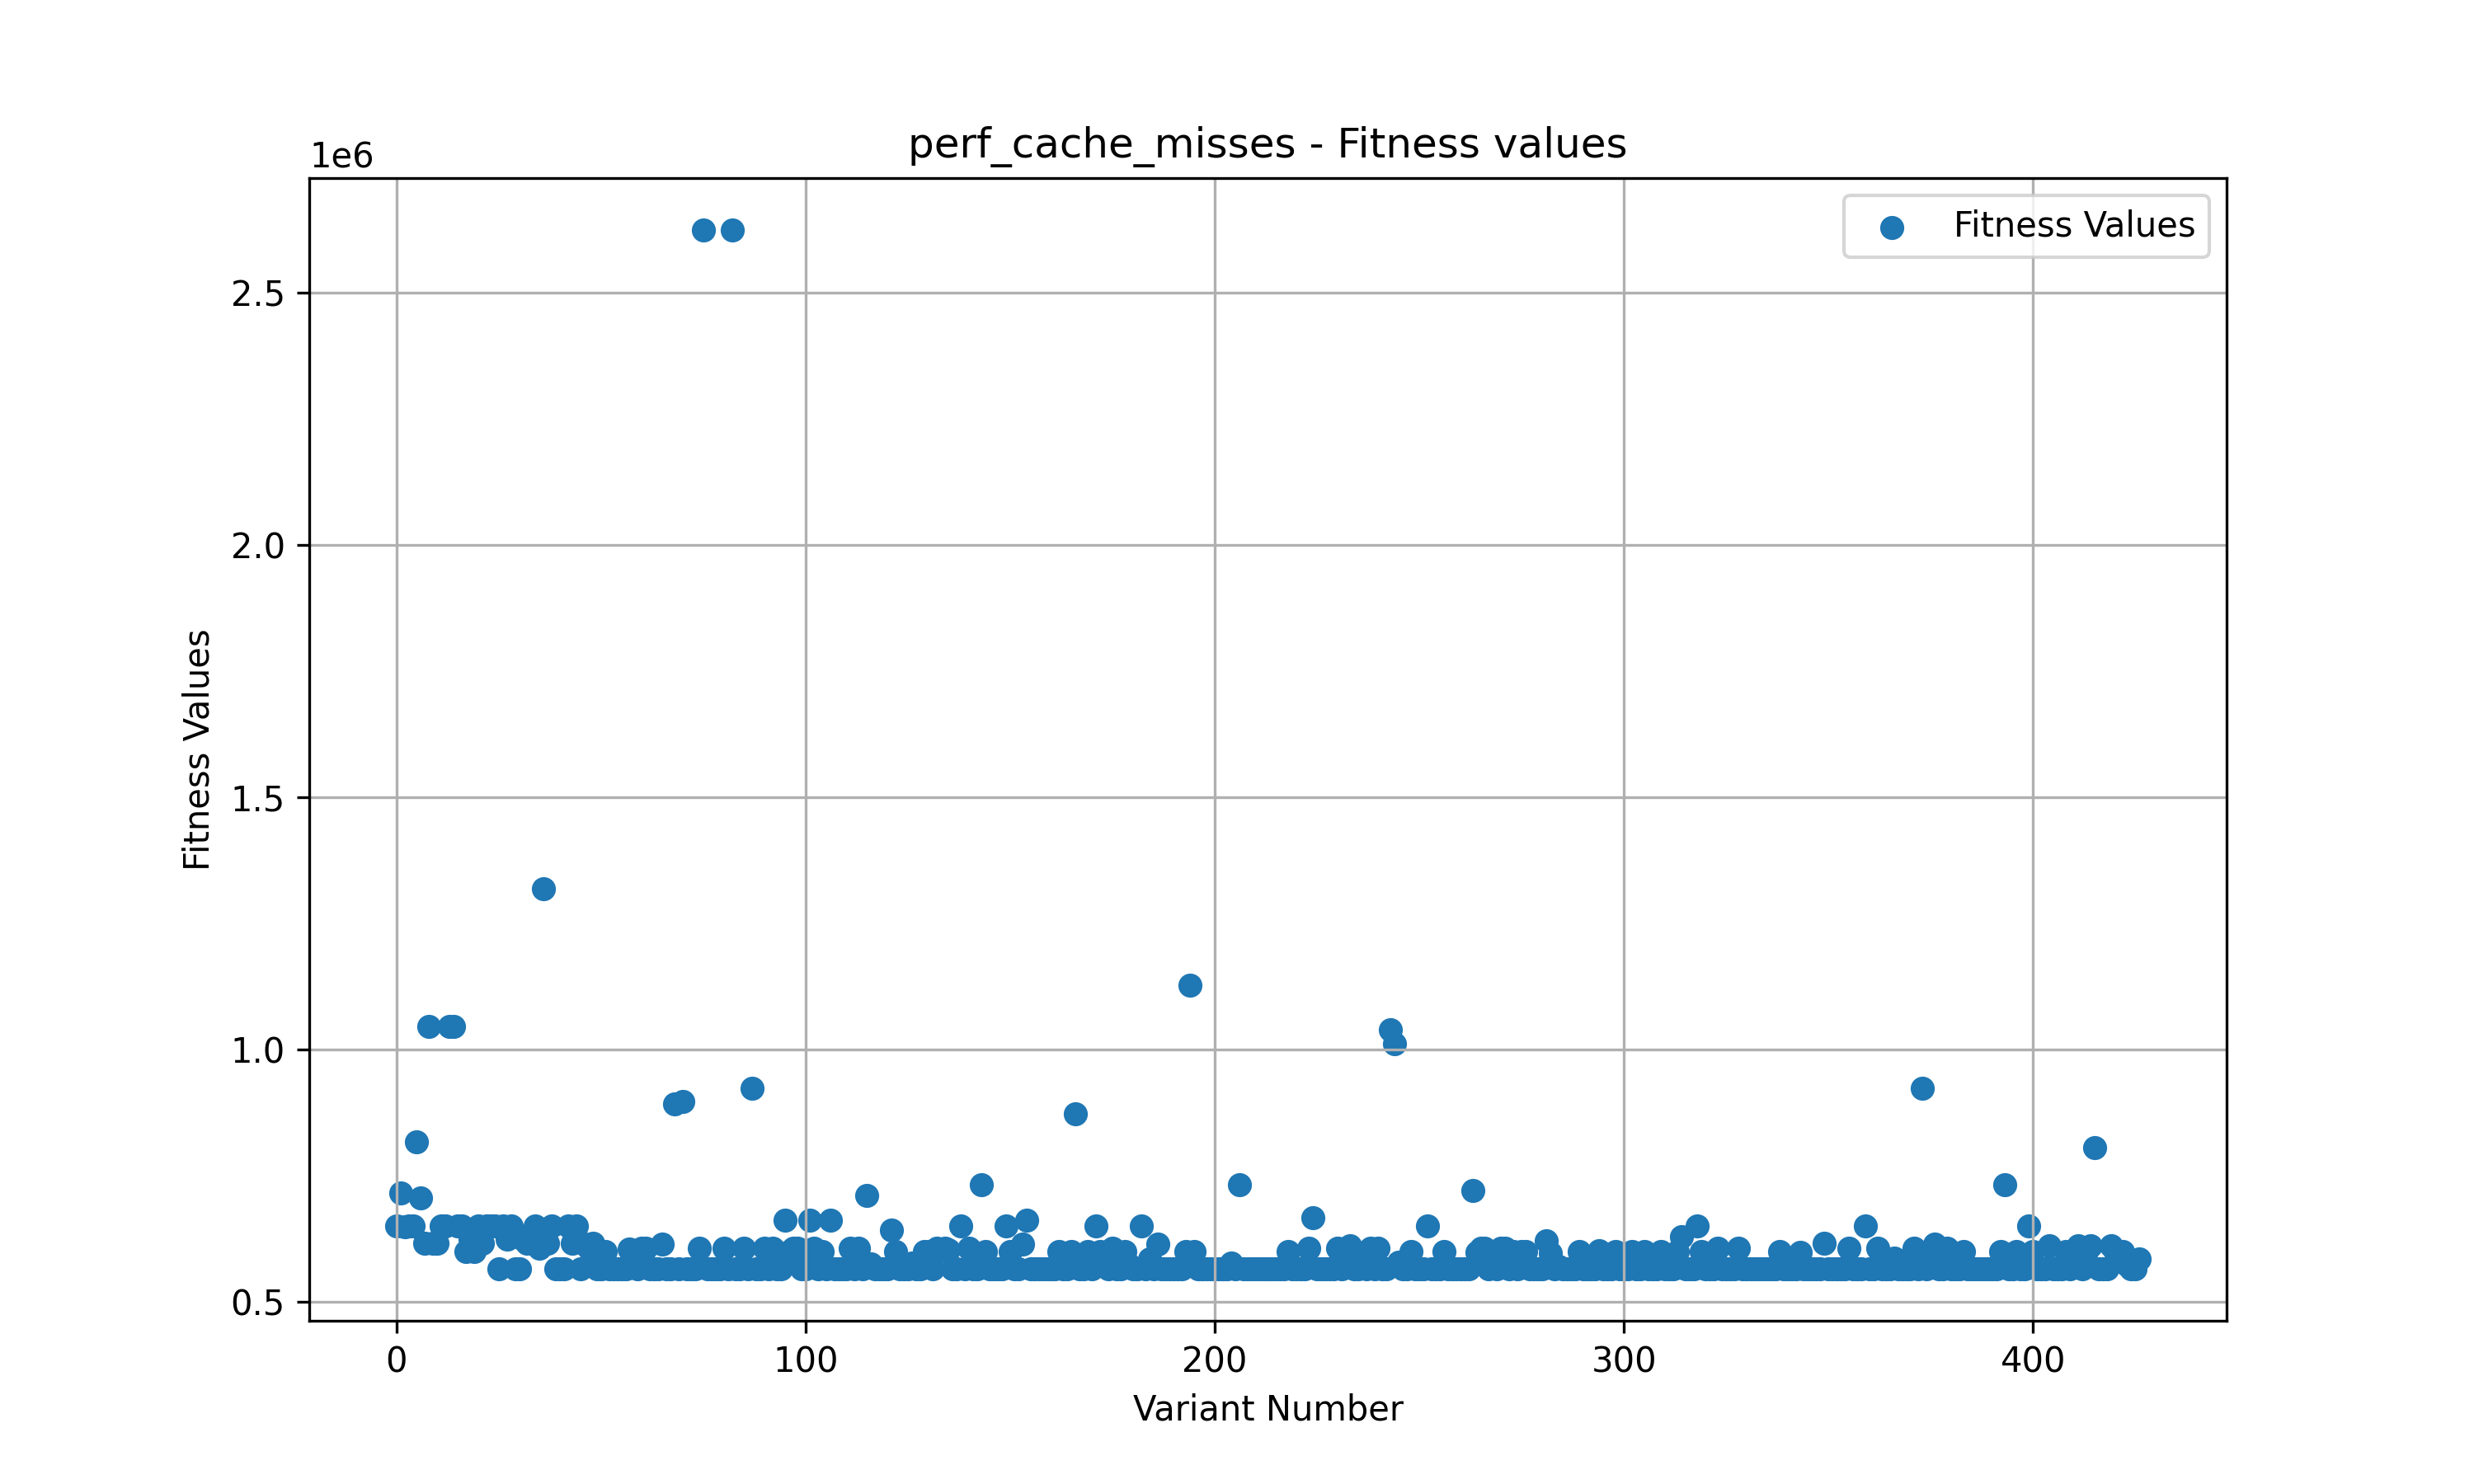 perf_cache_misses - Fitness values
1e6
Fitness Values
2.5
2.0
1.5
1.0
0.5
Fitness Values
0
100
200
300
400
Variant Number